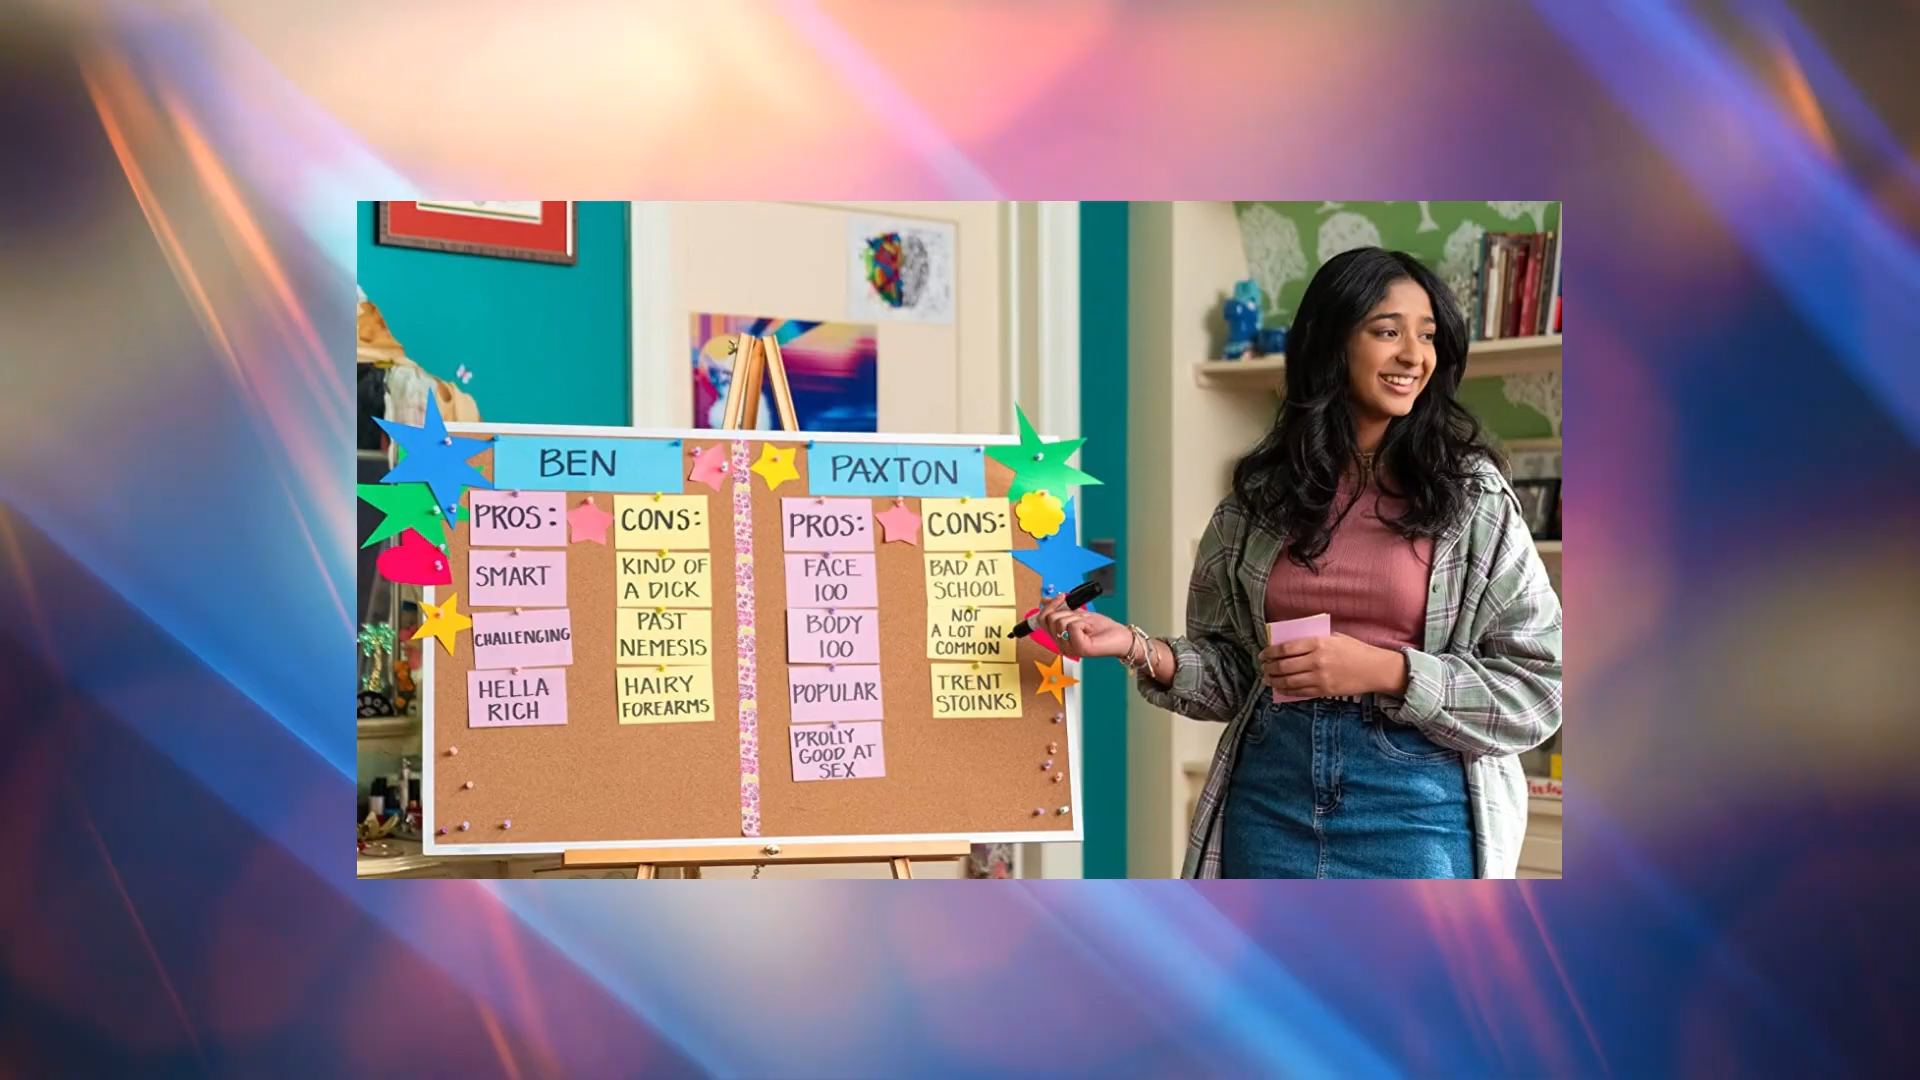 BEN
PROS:
SMART
CHALLENGING
HELLA
RICH
CONS:
KIND OF
A DICK
PAST
NEMESIS
HAIRY
FOREARMS
PAXTON
PROS:
FACE
100
BODY
100
POPULAR
PROLLY
GOOD AT
SEX
CONS:
BAD AT
SCHOOL
NOT
A LOT IN
COMMON
TRENT
STOINKS